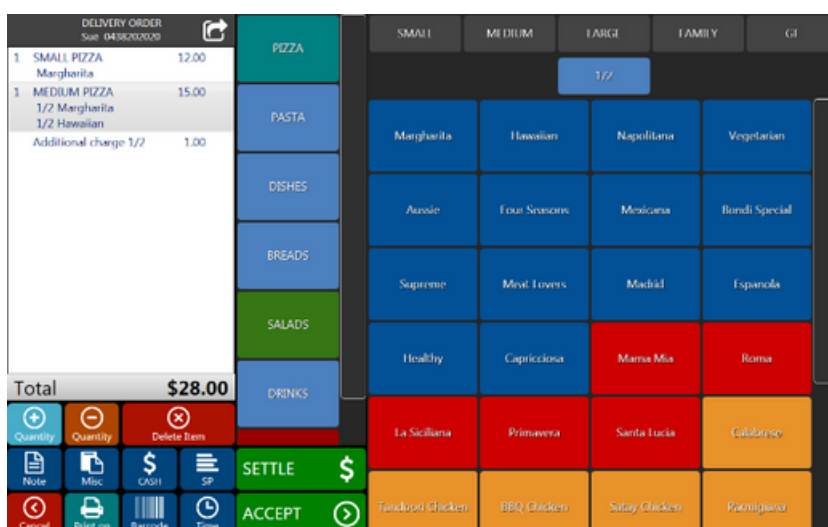 DELIVERY ORDER
Sue 0438202020
1 SMALL PIZZA 12.00
Margharita
1 MEDIUM PIZZA 15.00
1/2 Margharita
1/2 Hawaiian
Additional charge 1/2 1.00
Total $28.00
Quantity Quantity Delete Item
Note Misc CASH SP
Cancel Print on Barcode Time
PIZZA
PASTA
DISHES
BREADS
SALADS
DRINKS
SETTLE $
ACCEPT
SMALL MEDIUM LARGE FAMILY GF
1/2
Margharita Hawaiian Napolitana Vegetarian
Aussie Four Seasons Mexicana Bondi Special
Supreme Meat Lovers Madrid Espanola
Healthy Capricciosa Mama Mia Roma
La Siciliana Primavera Santa Lucia Calabrese
Tandoori Chicken BBQ Chicken Satay Chicken Parmigiana